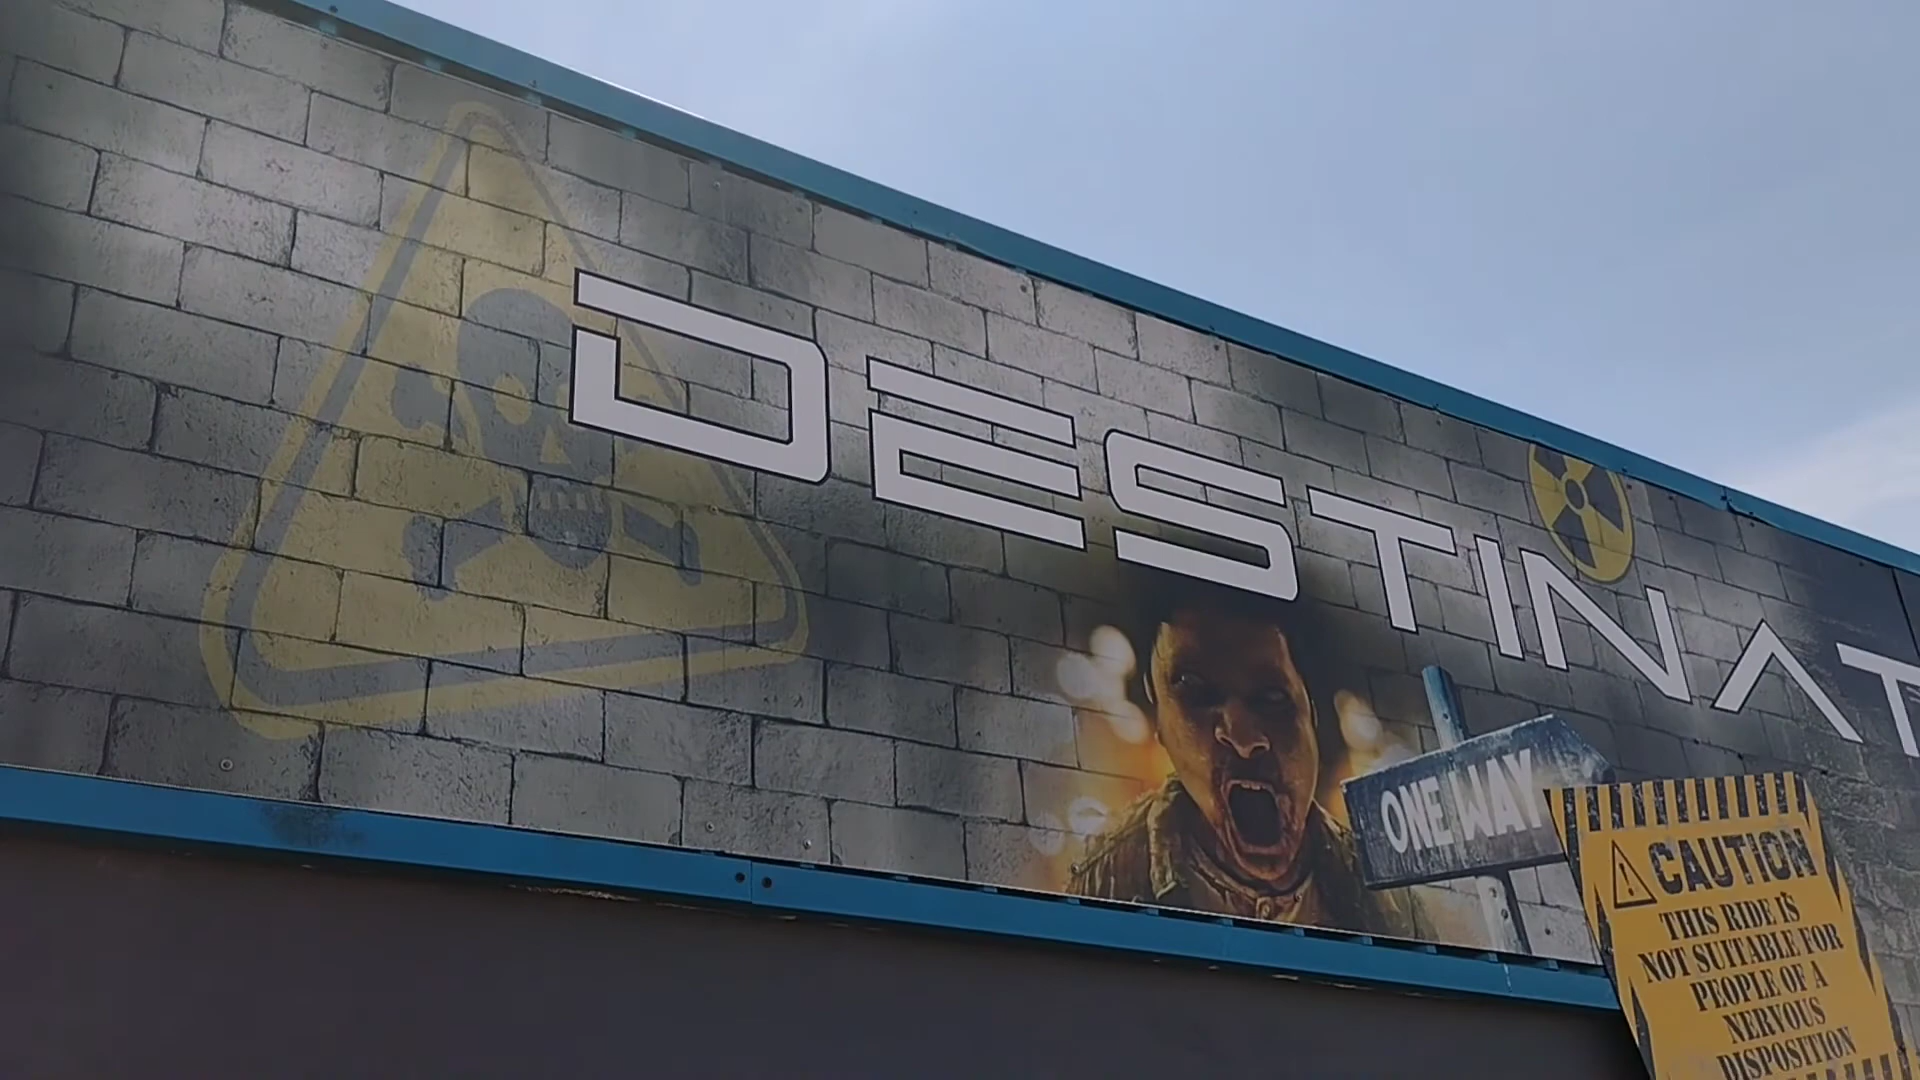 DESTINAT
ONE WAY
CAUTION
THIS RIDE IS
NOT SUITABLE FOR
PEOPLE OF A
NERVOUS
DISPOSITION